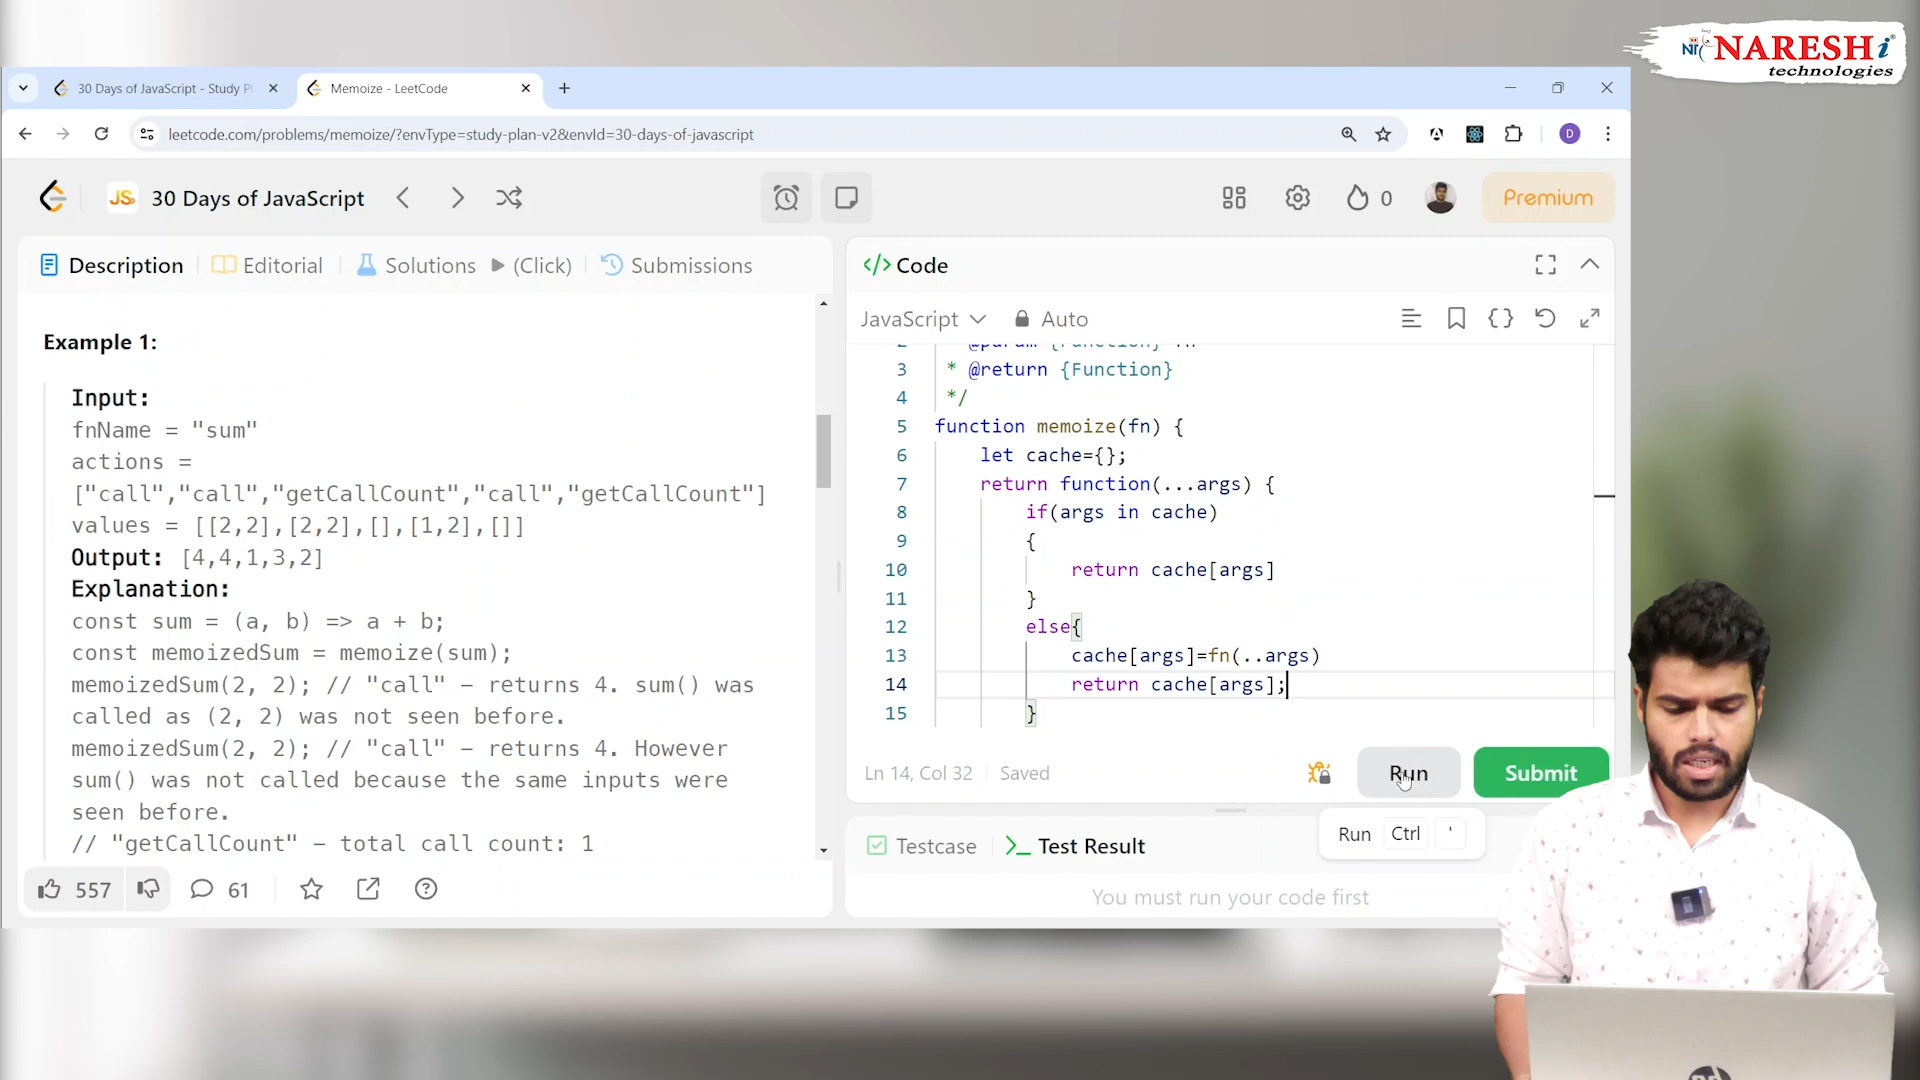 NT NARESHi
technologies
30 Days of JavaScript - Study Pl
Memoize - LeetCode
leetcode.com/problems/memoize/?envType=study-plan-v2&envId=30-days-of-javascript
D
JS 30 Days of JavaScript
0
Premium
Description
Editorial
Solutions
(Click)
Submissions
Example 1:
Input:
fnName = "sum"
actions =
["call","call","getCallCount","call","getCallCount"]
values = [[2,2],[2,2],[],[1,2],[]]
Output: [4,4,1,3,2]
Explanation:
const sum = (a, b) => a + b;
const memoizedSum = memoize(sum);
memoizedSum(2, 2); // "call" - returns 4. sum() was
called as (2, 2) was not seen before.
memoizedSum(2, 2); // "call" - returns 4. However
sum() was not called because the same inputs were
seen before.
// "getCallCount" - total call count: 1
557
61
</> Code
JavaScript
Auto
2 * @param {Function} fn
3 * @return {Function}
4 */
5 function memoize(fn) {
6 let cache={};
7 return function(...args) {
8 if(args in cache)
9 {
10 return cache[args]
11 }
12 else{
13 cache[args]=fn(..args)
14 return cache[args];
15 }
Ln 14, Col 32
Saved
Run
Submit
Run Ctrl '
Testcase
Test Result
You must run your code first